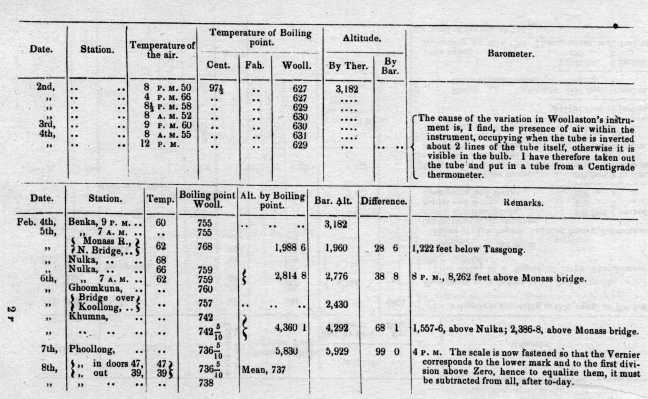 Date. Station. Temperature of the air. Temperature of Boiling point. Altitude. Barometer.
Cent. Fah. Wooll. By Ther. By Bar.
2nd, .. .. 8 P. M. 50 97½ .. 627 3,182
„ .. .. 4 P. M. 66 .. 627 ....
„ .. .. 8½ P. M. 58 .. .. 629 ....
„ .. .. 8 A. M. 52 .. .. 630 ....
3rd, .. .. 9 P. M. 60 .. .. 630 ....
4th, .. .. 8 A. M. 55 .. .. 631 ....
„ .. .. 12 P. M. .. .. 629 .... .. ..
The cause of the variation in Woollaston's instru-
ment is, I find, the presence of air within the
instrument, occupying when the tube is inverted
about 2 lines of the tube itself, otherwise it is
visible in the bulb. I have therefore taken out
the tube and put in a tube from a Centigrade
thermometer.
Date. Station. Temp. Boiling point Wooll. Alt. by Boiling point. Bar. Alt. Difference. Remarks.
Feb. 4th, Benka, 9 P. M. .. 60 755 .. .. .. 3,182
5th, „ 7 A. M. .. .. 755
„ Monass R., N. Bridge, .. 62 768 1,988 6 1,960 28 6 1,222 feet below Tassgong.
„ Nulka, .. 68
„ Nulka, .. 66 759
6th, „ 7 A. M. .. 62 759 2,814 8 2,776 38 8 8 P. M., 8,262 feet above Monass bridge.
„ Ghoomkuna, .. 760
„ Bridge over Koollong, .. .. 757 .. .. 2,430
„ Khumna, .. 742
„ .. .. .. 742 5/10 4,360 1 4,292 68 1 1,557-6, above Nulka; 2,386-8, above Monass bridge.
7th, Phoollong, .. 736 5/10 5,830 5,929 99 0 4 P. M. The scale is now fastened so that the Vernier
corresponds to the lower mark and to the first divi-
sion above Zero, hence to equalize them, it must
be subtracted from all, after to-day.
8th, „ in doors 47, 47
„ „ out 39, 39 736 5/10 Mean, 737
„ „ .. .. .. 738
2 F